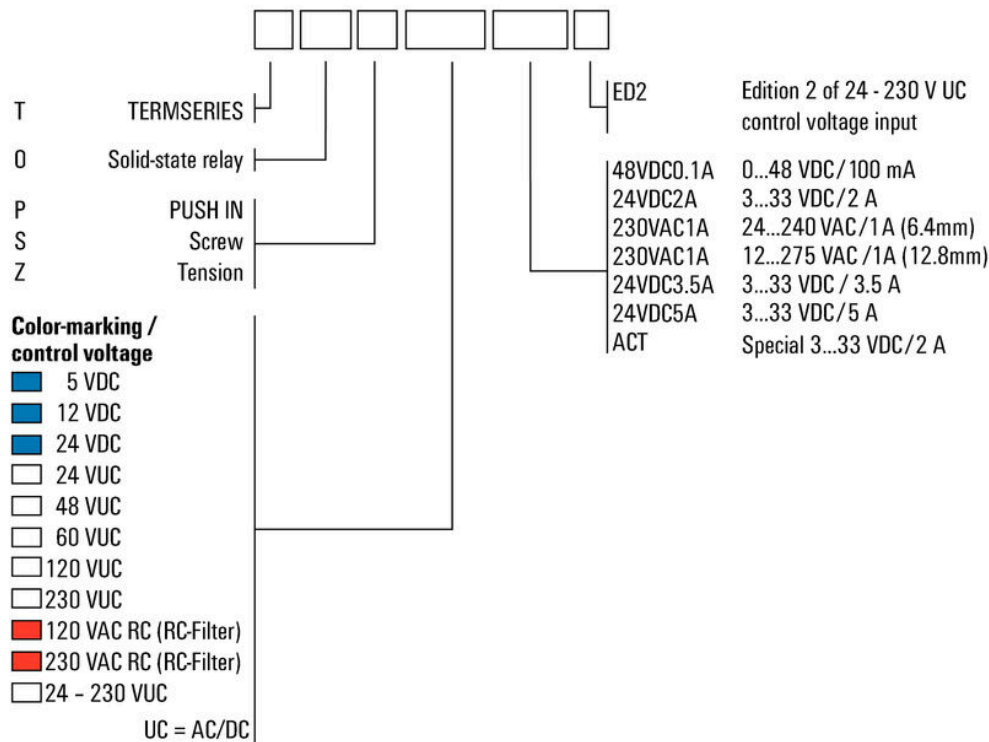 T TERMSERIES
O Solid-state relay
P PUSH IN
S Screw
Z Tension
Color-marking /
control voltage
5 VDC
12 VDC
24 VDC
24 VUC
48 VUC
60 VUC
120 VUC
230 VUC
120 VAC RC (RC-Filter)
230 VAC RC (RC-Filter)
24 – 230 VUC
UC = AC/DC
ED2 Edition 2 of 24 - 230 V UC
control voltage input
48VDC0.1A 0...48 VDC/100 mA
24VDC2A 3...33 VDC/2 A
230VAC1A 24...240 VAC/1A (6.4mm)
230VAC1A 12...275 VAC/1A (12.8mm)
24VDC3.5A 3...33 VDC / 3.5 A
24VDC5A 3...33 VDC/5 A
ACT Special 3...33 VDC/2 A